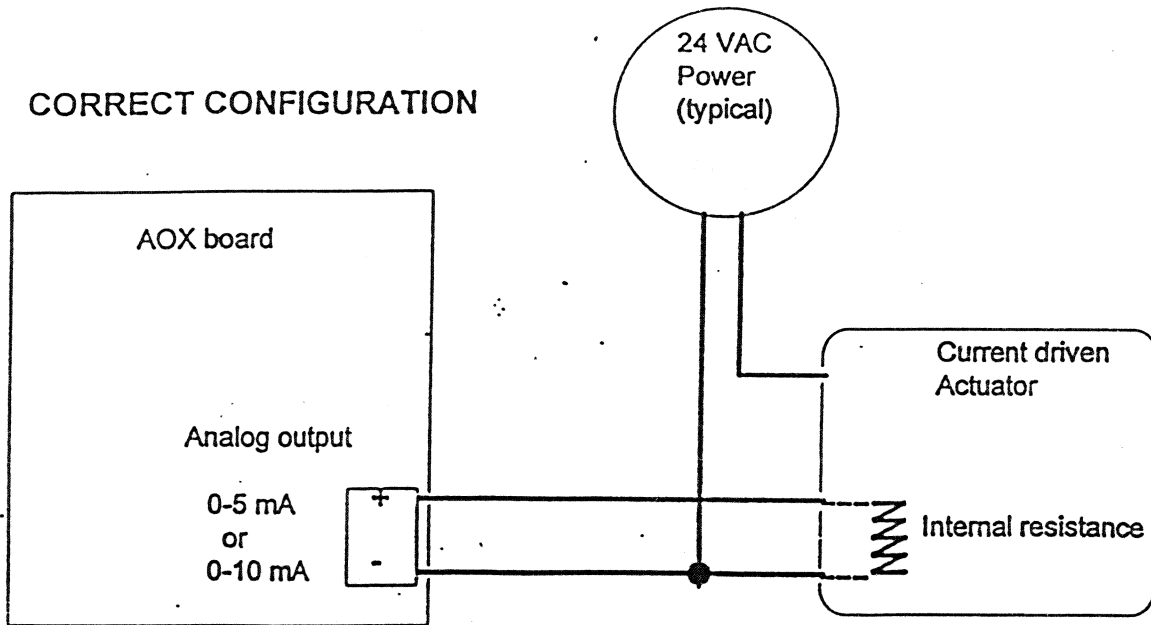 24 VAC
Power
(typical)
CORRECT CONFIGURATION
AOX board
Current driven
Actuator
Analog output
0-5 mA
or
0-10 mA
+
-
Internal resistance